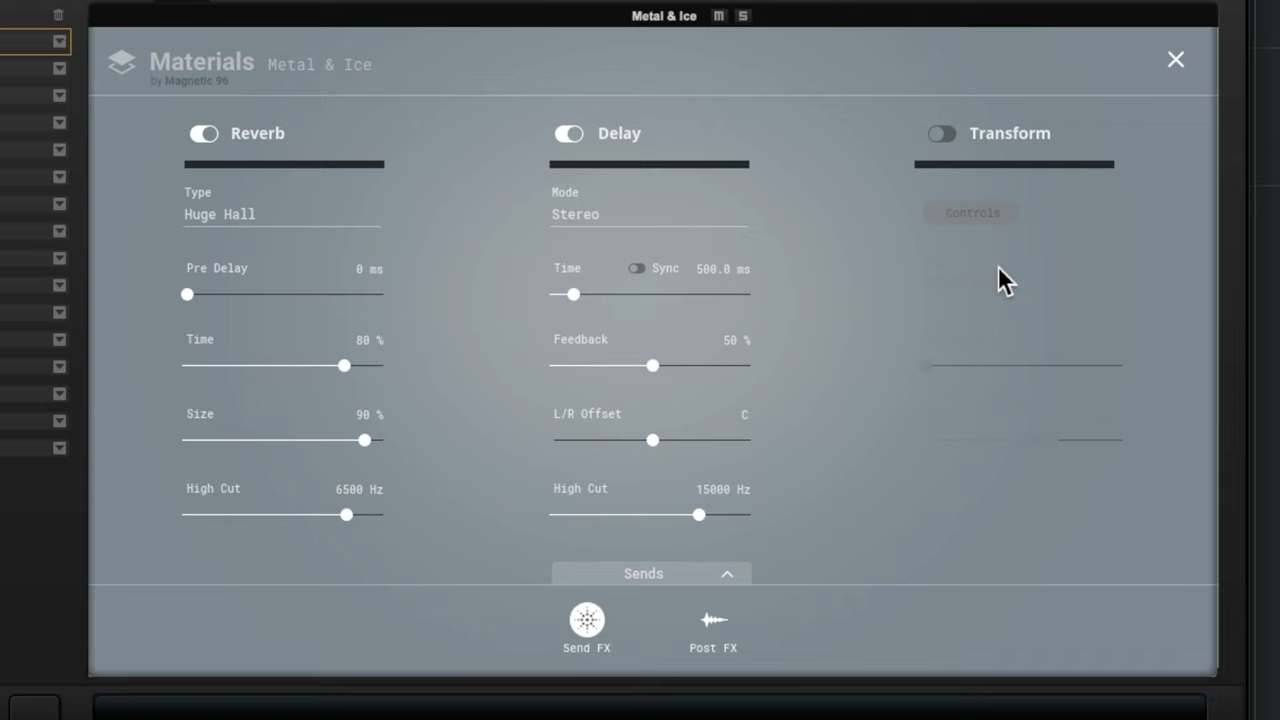 Metal & Ice M S
Materials Metal & Ice
by Magnetic 96
Reverb
Type
Huge Hall
Pre Delay 0 ms
Time 80 %
Size 90 %
High Cut 6500 Hz
Delay
Mode
Stereo
Time Sync 500.0 ms
Feedback 50 %
L/R Offset C
High Cut 15000 Hz
Transform
Controls
Sends
Send FX
Post FX